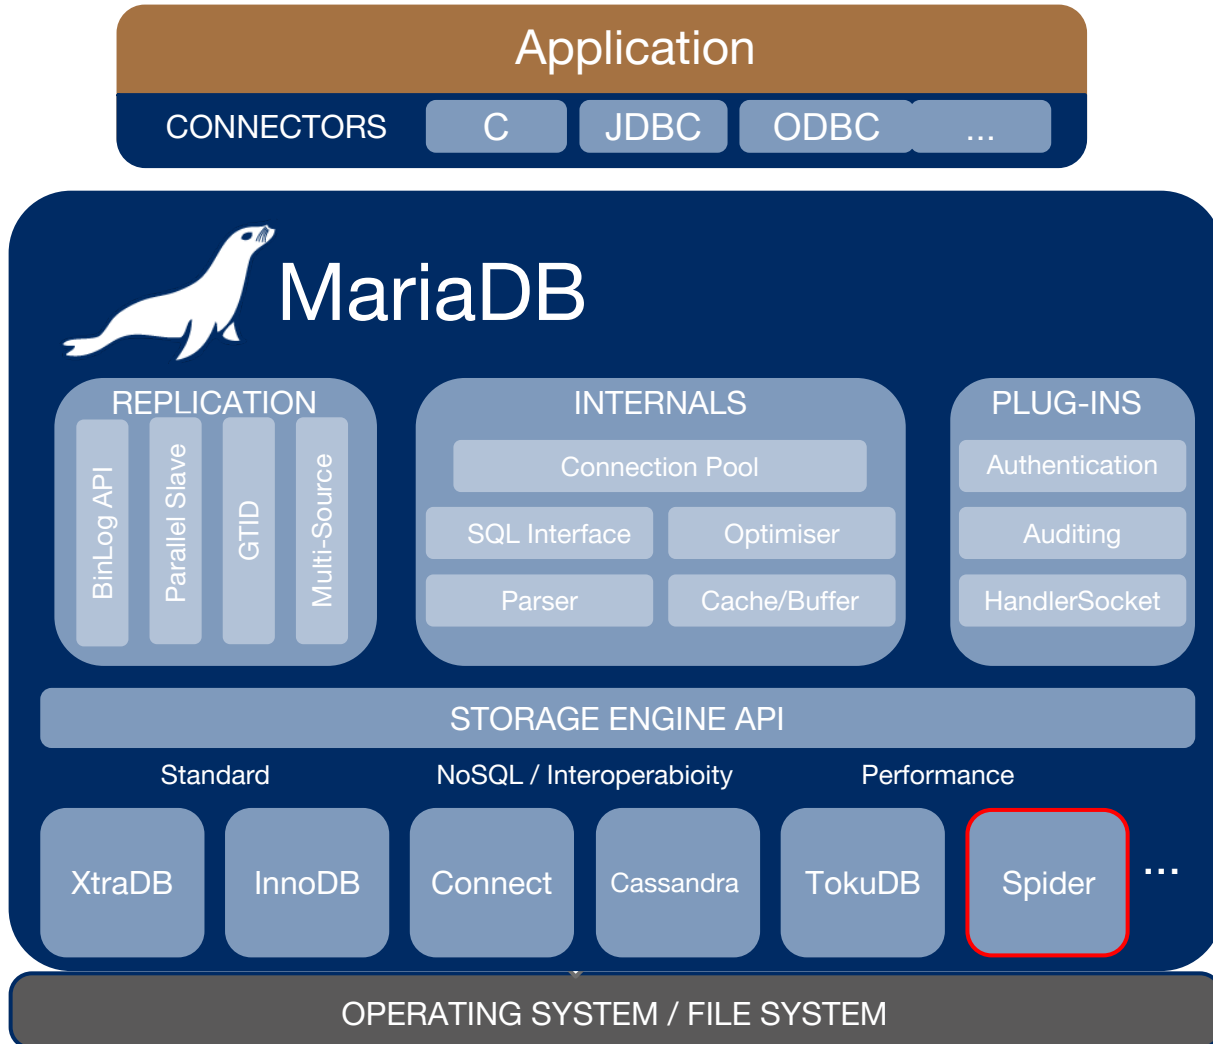 Application
CONNECTORS C JDBC ODBC ...
MariaDB
REPLICATION
BinLog API
Parallel Slave
GTID
Multi-Source
INTERNALS
Connection Pool
SQL Interface Optimiser
Parser Cache/Buffer
PLUG-INS
Authentication
Auditing
HandlerSocket
STORAGE ENGINE API
Standard NoSQL / Interoperabioity Performance
XtraDB InnoDB Connect Cassandra TokuDB Spider ...
OPERATING SYSTEM / FILE SYSTEM